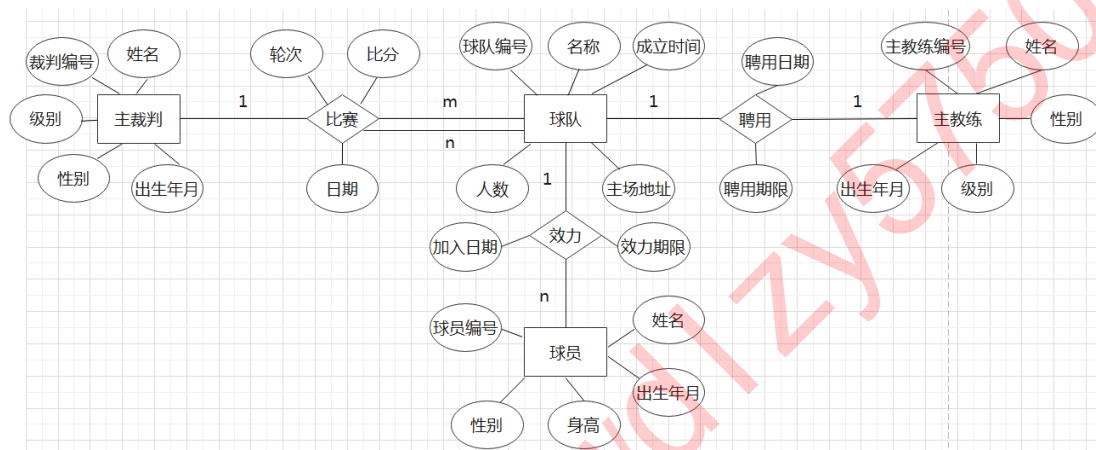 裁判编号
姓名
轮次
比分
球队编号
名称
成立时间
聘用日期
主教练编号
姓名
级别
主裁判
1
比赛
m
n
球队
1
聘用
1
主教练
性别
性别
出生年月
日期
人数
1
主场地址
聘用期限
出生年月
级别
加入日期
效力
效力期限
n
球员编号
姓名
球员
出生年月
性别
身高
#dlzy5750